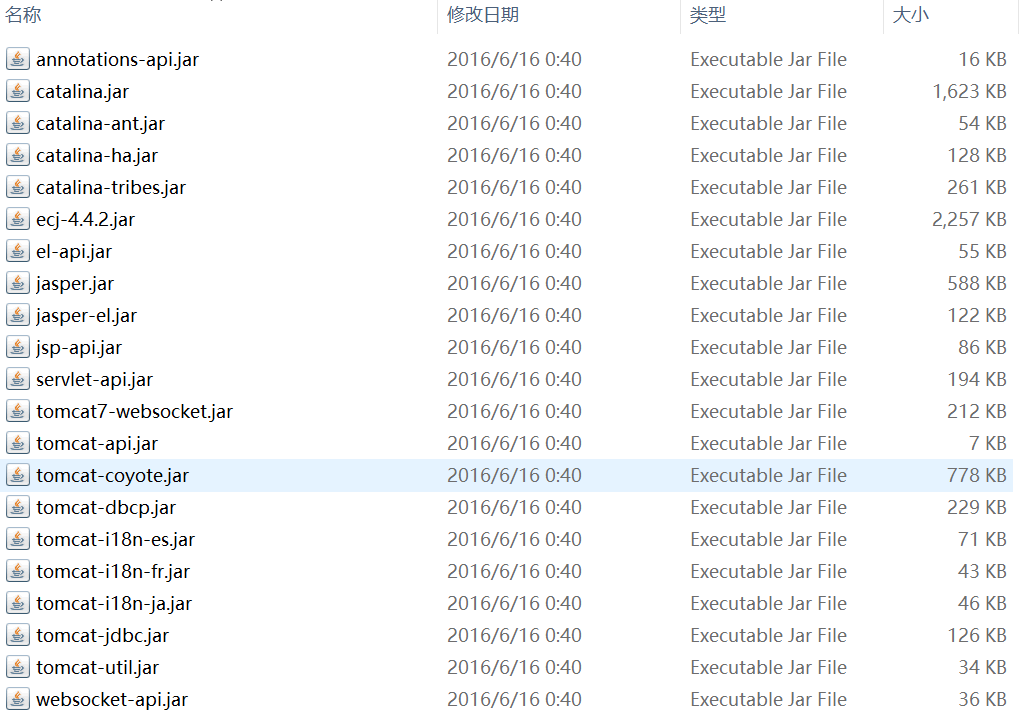 名称 修改日期 类型 大小
annotations-api.jar 2016/6/16 0:40 Executable Jar File 16 KB
catalina.jar 2016/6/16 0:40 Executable Jar File 1,623 KB
catalina-ant.jar 2016/6/16 0:40 Executable Jar File 54 KB
catalina-ha.jar 2016/6/16 0:40 Executable Jar File 128 KB
catalina-tribes.jar 2016/6/16 0:40 Executable Jar File 261 KB
ecj-4.4.2.jar 2016/6/16 0:40 Executable Jar File 2,257 KB
el-api.jar 2016/6/16 0:40 Executable Jar File 55 KB
jasper.jar 2016/6/16 0:40 Executable Jar File 588 KB
jasper-el.jar 2016/6/16 0:40 Executable Jar File 122 KB
jsp-api.jar 2016/6/16 0:40 Executable Jar File 86 KB
servlet-api.jar 2016/6/16 0:40 Executable Jar File 194 KB
tomcat7-websocket.jar 2016/6/16 0:40 Executable Jar File 212 KB
tomcat-api.jar 2016/6/16 0:40 Executable Jar File 7 KB
tomcat-coyote.jar 2016/6/16 0:40 Executable Jar File 778 KB
tomcat-dbcp.jar 2016/6/16 0:40 Executable Jar File 229 KB
tomcat-i18n-es.jar 2016/6/16 0:40 Executable Jar File 71 KB
tomcat-i18n-fr.jar 2016/6/16 0:40 Executable Jar File 43 KB
tomcat-i18n-ja.jar 2016/6/16 0:40 Executable Jar File 46 KB
tomcat-jdbc.jar 2016/6/16 0:40 Executable Jar File 126 KB
tomcat-util.jar 2016/6/16 0:40 Executable Jar File 34 KB
websocket-api.jar 2016/6/16 0:40 Executable Jar File 36 KB